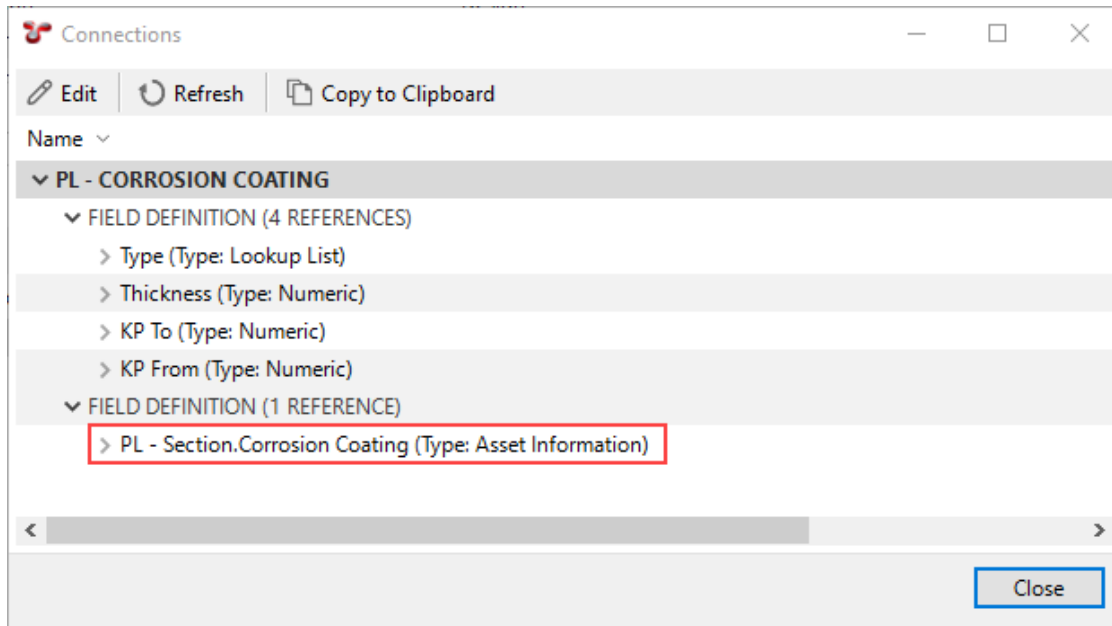 Connections
Edit Refresh Copy to Clipboard
Name
PL - CORROSION COATING
FIELD DEFINITION (4 REFERENCES)
Type (Type: Lookup List)
Thickness (Type: Numeric)
KP To (Type: Numeric)
KP From (Type: Numeric)
FIELD DEFINITION (1 REFERENCE)
PL - Section.Corrosion Coating (Type: Asset Information)
Close